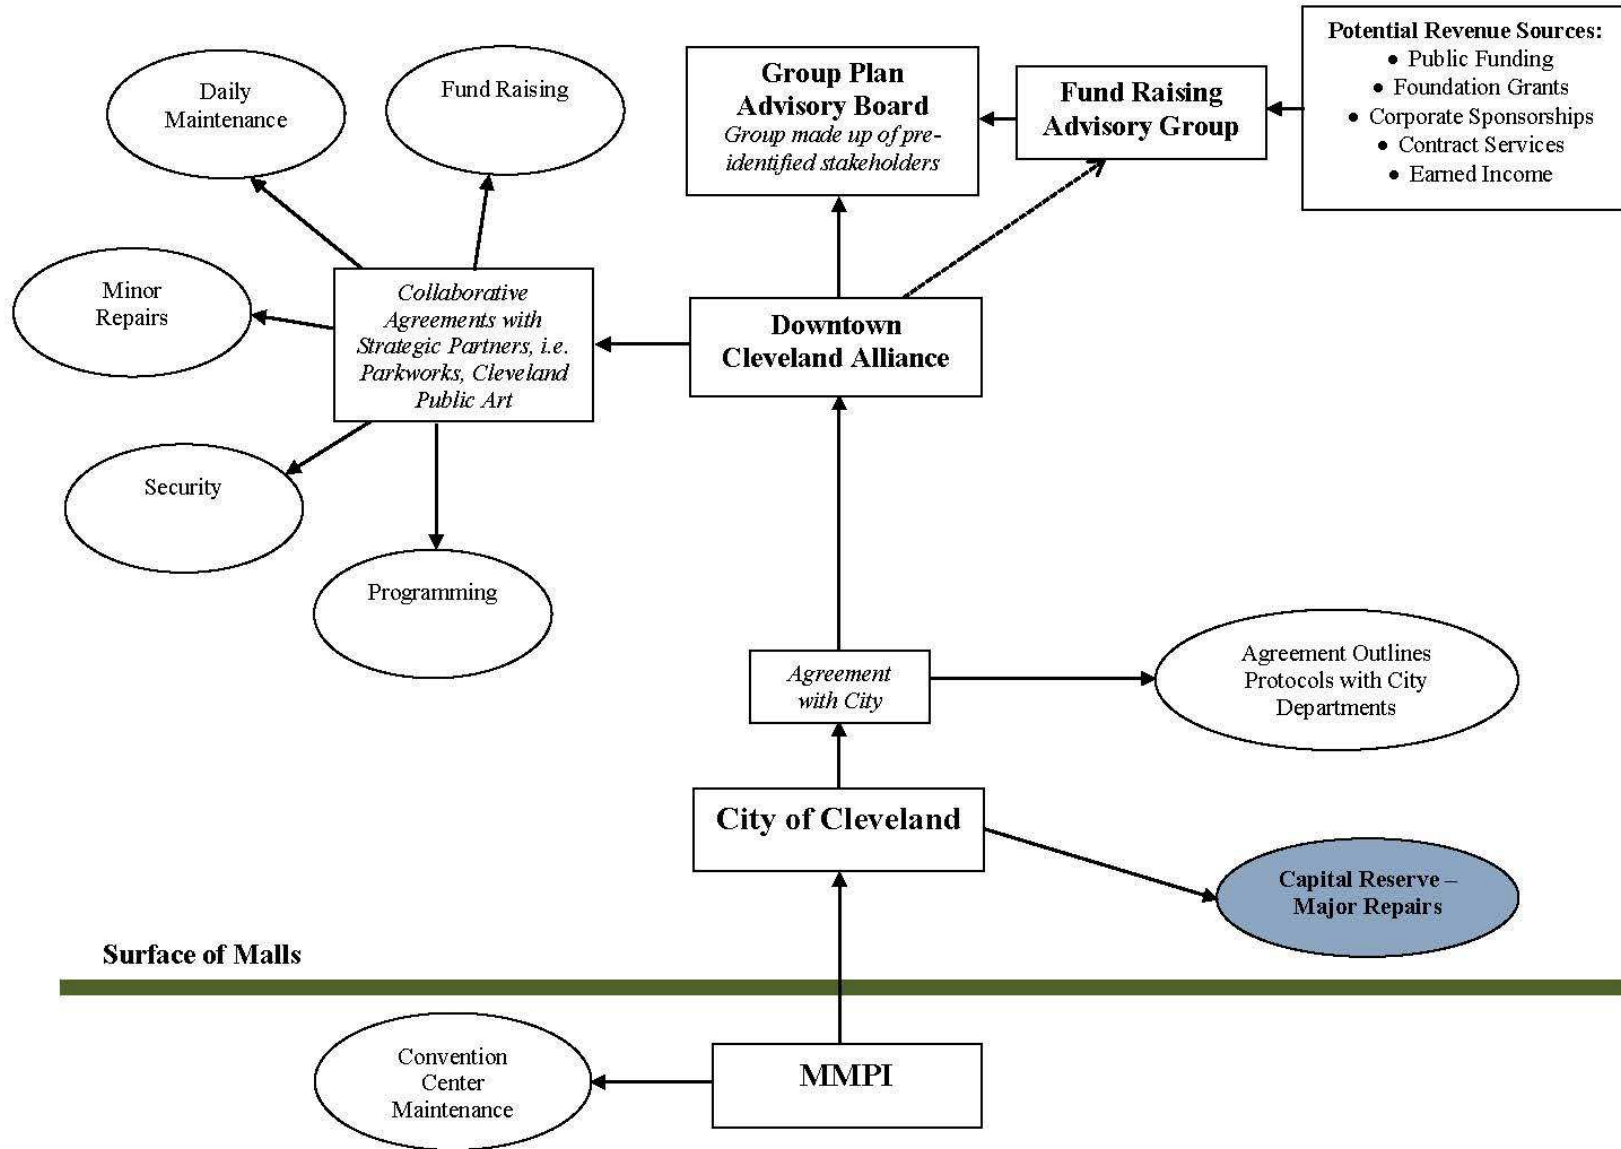 Daily
Maintenance
Fund Raising
Group Plan
Advisory Board
Group made up of pre-
identified stakeholders
Fund Raising
Advisory Group
Potential Revenue Sources:
• Public Funding
• Foundation Grants
• Corporate Sponsorships
• Contract Services
• Earned Income
Minor
Repairs
Collaborative
Agreements with
Strategic Partners, i.e.
Parkworks, Cleveland
Public Art
Downtown
Cleveland Alliance
Security
Programming
Agreement
with City
Agreement Outlines
Protocols with City
Departments
City of Cleveland
Capital Reserve –
Major Repairs
Surface of Malls
Convention
Center
Maintenance
MMPI